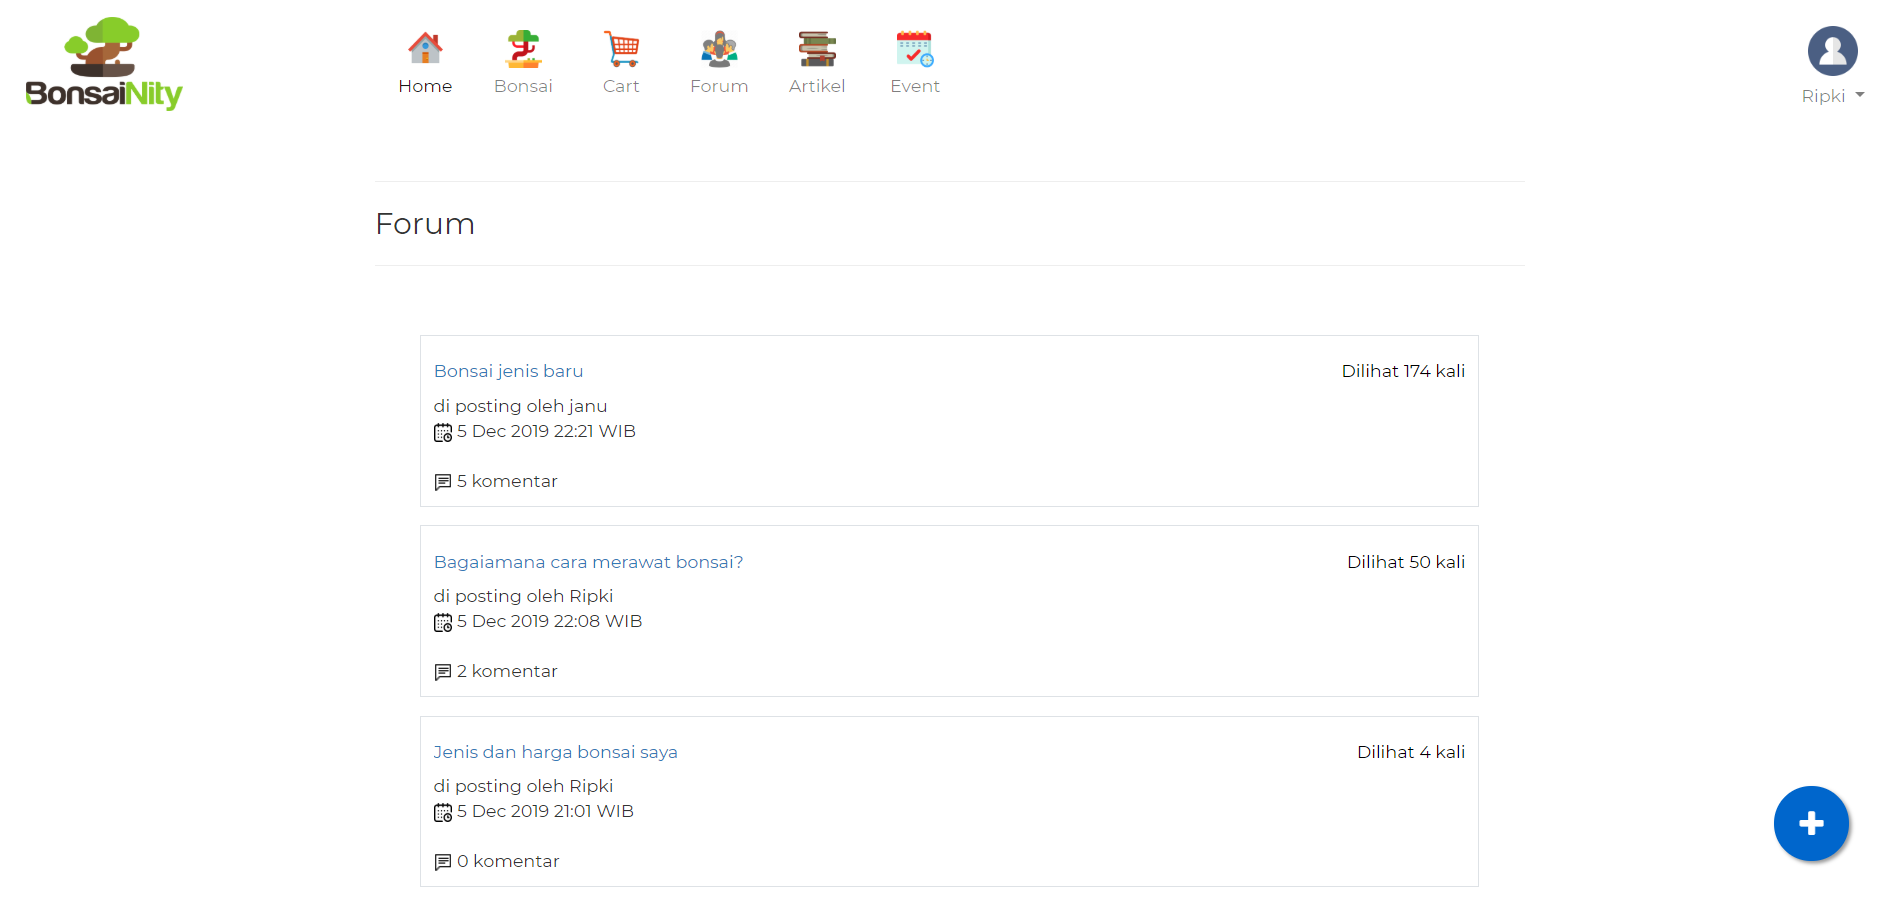 BonsaiNity
Home
Bonsai
Cart
Forum
Artikel
Event
Ripki
Forum
Bonsai jenis baru
Dilihat 174 kali
di posting oleh janu
5 Dec 2019 22:21 WIB
5 komentar
Bagaiamana cara merawat bonsai?
Dilihat 50 kali
di posting oleh Ripki
5 Dec 2019 22:08 WIB
2 komentar
Jenis dan harga bonsai saya
Dilihat 4 kali
di posting oleh Ripki
5 Dec 2019 21:01 WIB
0 komentar